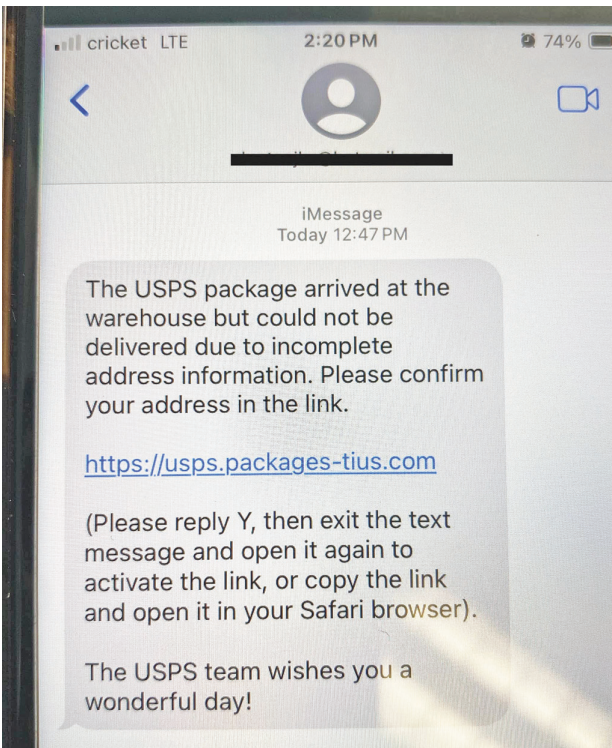 cricket LTE
2:20 PM
74%
iMessage
Today 12:47 PM
The USPS package arrived at the
warehouse but could not be
delivered due to incomplete
address information. Please confirm
your address in the link.
https://usps.packages-tius.com
(Please reply Y, then exit the text
message and open it again to
activate the link, or copy the link
and open it in your Safari browser).
The USPS team wishes you a
wonderful day!